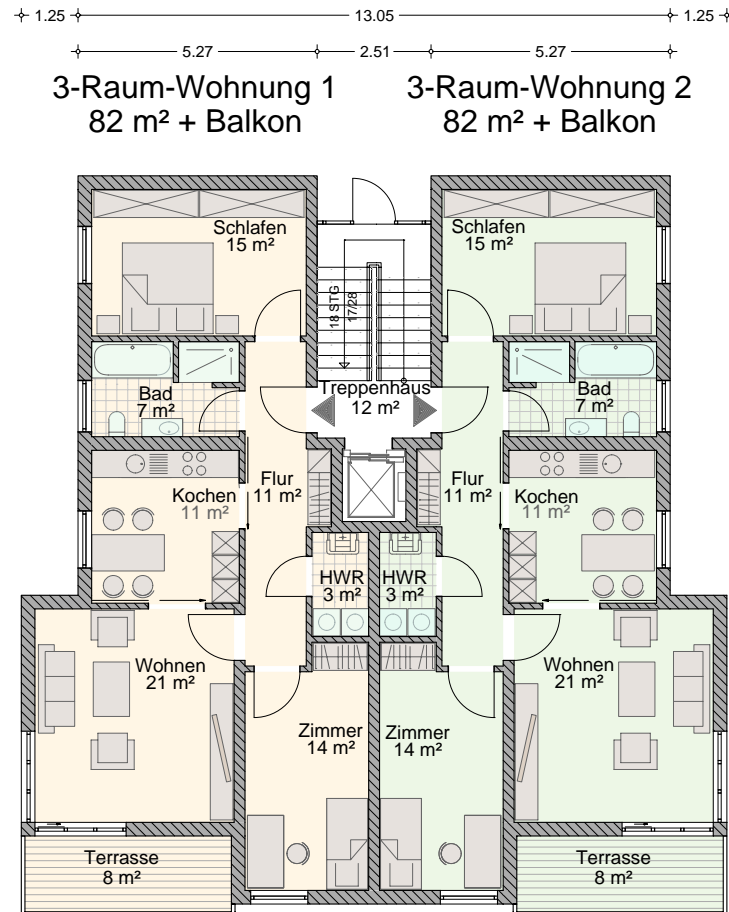 1.25 13.05 1.25
5.27 2.51 5.27
3-Raum-Wohnung 1
82 m² + Balkon
3-Raum-Wohnung 2
82 m² + Balkon
Schlafen
15 m²
Schlafen
15 m²
18 STG
17/28
Treppenhaus
12 m²
Bad
7 m²
Bad
7 m²
Kochen
11 m²
Flur
11 m²
Flur
11 m²
Kochen
11 m²
HWR
3 m²
HWR
3 m²
Wohnen
21 m²
Wohnen
21 m²
Zimmer
14 m²
Zimmer
14 m²
Terrasse
8 m²
Terrasse
8 m²